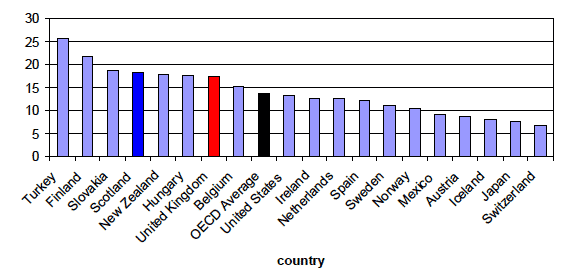 30
25
20
15
10
5
0
Turkey
Finland
Slovakia
Scotland
New Zealand
Hungary
United Kingdom
Belgium
OECD Average
United States
Ireland
Netherlands
Spain
Sweden
Norway
Mexico
Austria
Iceland
Japan
Switzerland
country